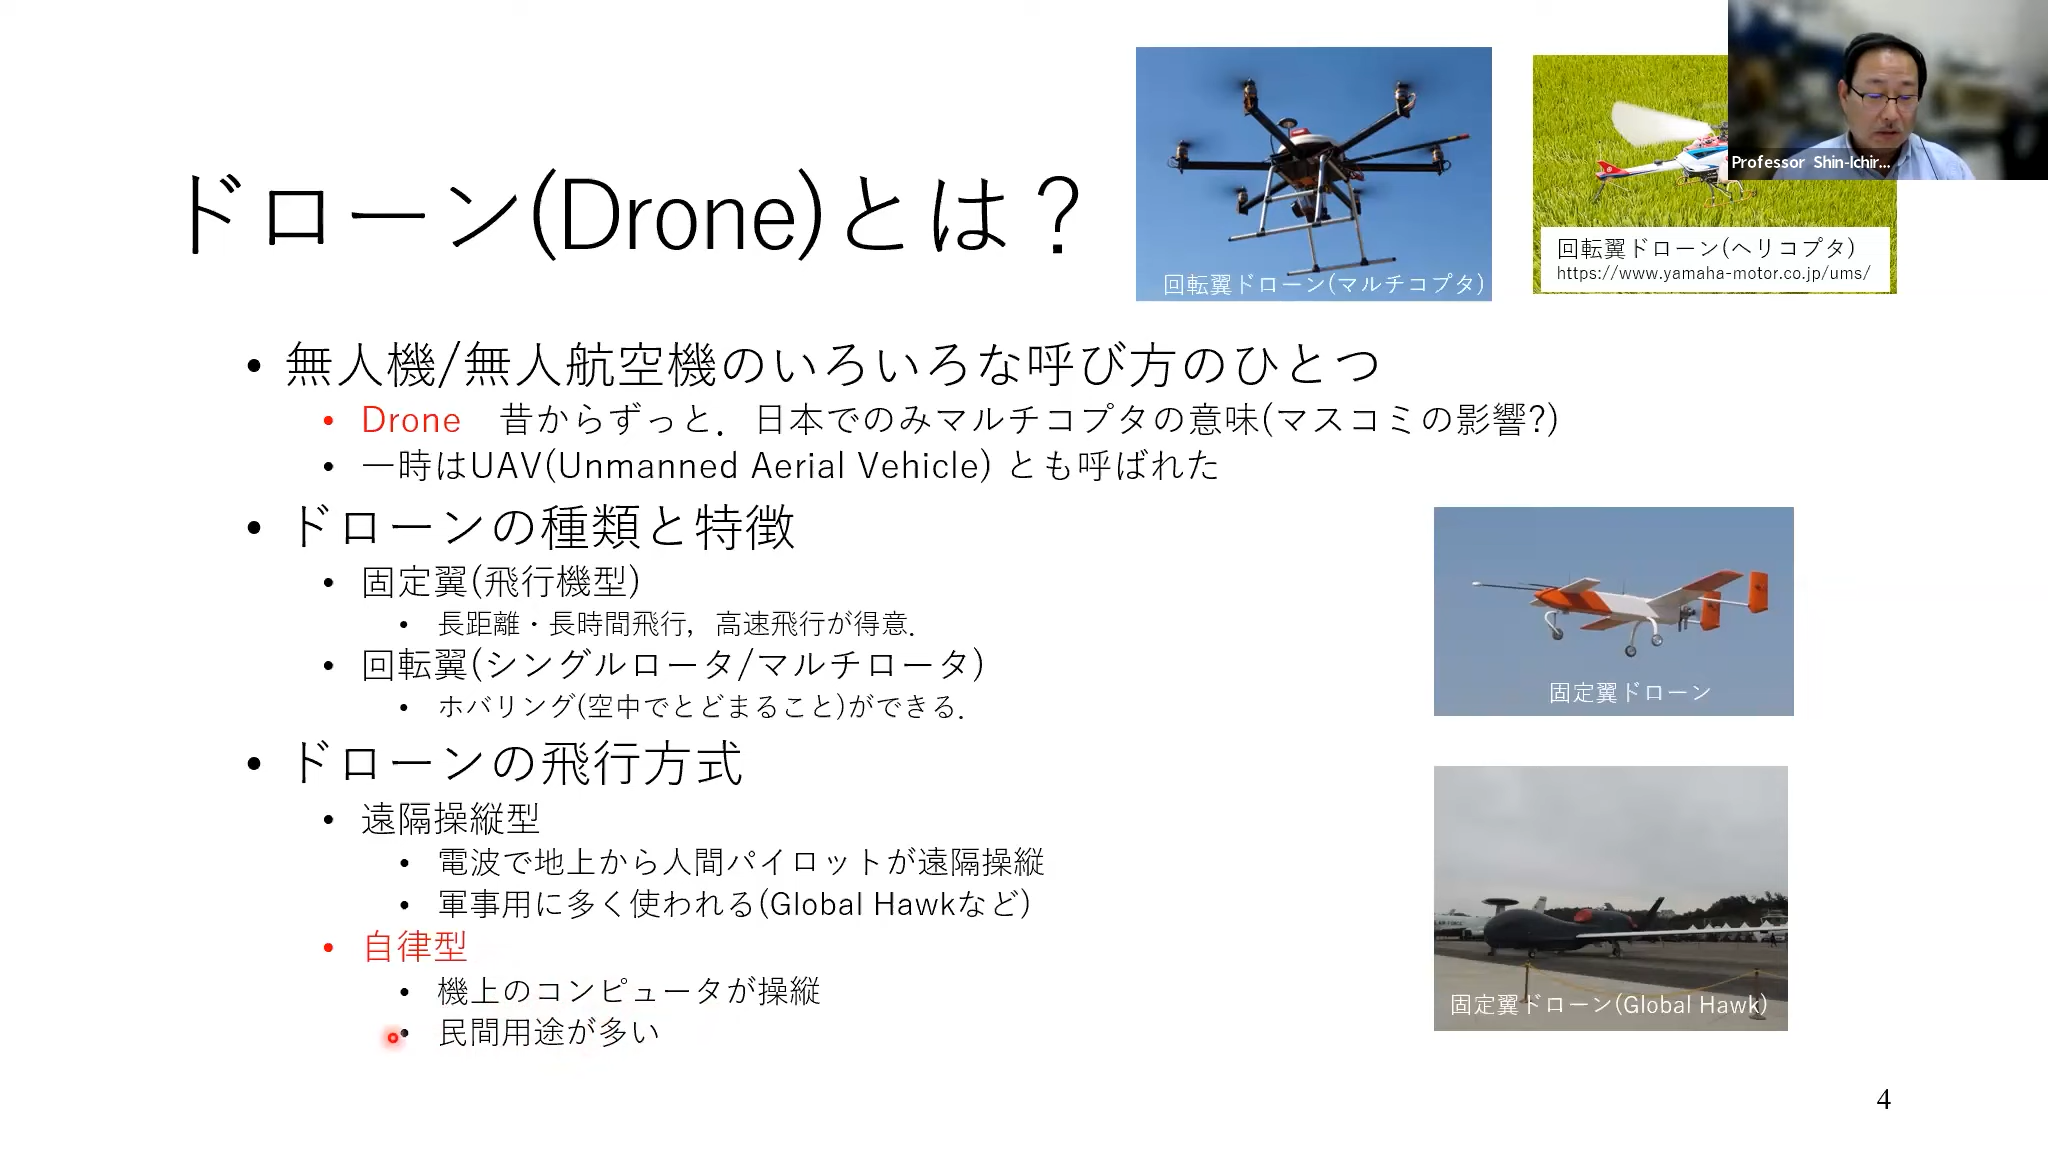 ドローン(Drone)とは？
回転翼ドローン(マルチコプタ)
回転翼ドローン(ヘリコプタ)
https://www.yamaha-motor.co.jp/ums/
Professor Shin-Ichir...
• 無人機/無人航空機のいろいろな呼び方のひとつ
• Drone　昔からずっと．日本でのみマルチコプタの意味(マスコミの影響?)
• 一時はUAV(Unmanned Aerial Vehicle) とも呼ばれた
• ドローンの種類と特徴
• 固定翼(飛行機型)
• 長距離・長時間飛行，高速飛行が得意．
• 回転翼(シングルロータ/マルチロータ)
• ホバリング(空中でとどまること)ができる．
• ドローンの飛行方式
• 遠隔操縦型
• 電波で地上から人間パイロットが遠隔操縦
• 軍事用に多く使われる(Global Hawkなど)
• 自律型
• 機上のコンピュータが操縦
• 民間用途が多い
固定翼ドローン
固定翼ドローン(Global Hawk)
4